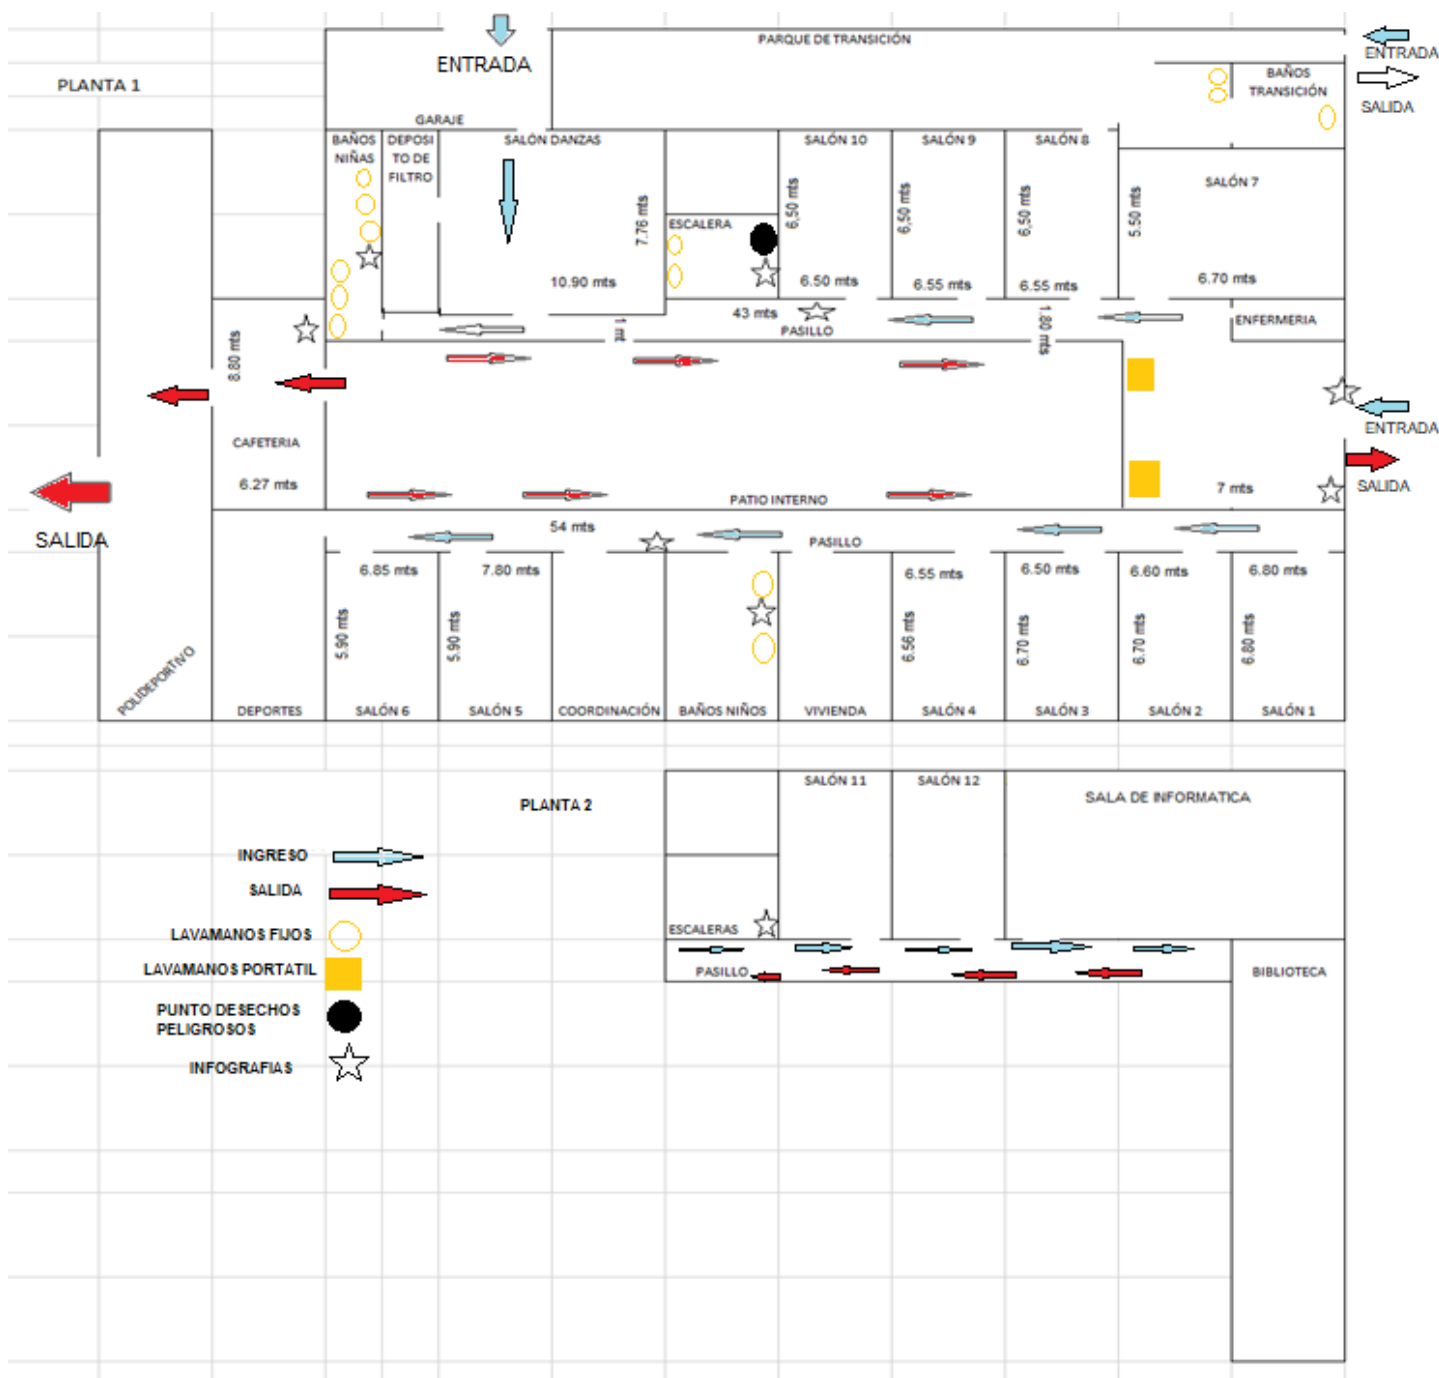 PARQUE DE TRANSICIÓN
ENTRADA
ENTRADA
PLANTA 1
BAÑOS
TRANSICIÓN
SALIDA
GARAJE
BAÑOS
NIÑAS
DEPOSI
TO DE
FILTRO
SALÓN DANZAS
SALÓN 10
SALÓN 9
SALÓN 8
SALÓN 7
7.76 mts
ESCALERA
6,50 mts
6,50 mts
6,50 mts
5.50 mts
10.90 mts
6.50 mts
6.55 mts
6.55 mts
6.70 mts
43 mts
1 mt
PASILLO
1.80 mts
ENFERMERIA
8.80 mts
ENTRADA
CAFETERIA
6.27 mts
PATIO INTERNO
7 mts
SALIDA
SALIDA
54 mts
PASILLO
6.85 mts
7.80 mts
6.55 mts
6.50 mts
6.60 mts
6.80 mts
5.90 mts
5.90 mts
6.56 mts
6.70 mts
6.70 mts
6.80 mts
POLIDEPORTIVO
DEPORTES
SALÓN 6
SALÓN 5
COORDINACIÓN
BAÑOS NIÑOS
VIVIENDA
SALÓN 4
SALÓN 3
SALÓN 2
SALÓN 1
PLANTA 2
SALÓN 11
SALÓN 12
SALA DE INFORMATICA
INGRESO
SALIDA
LAVAMANOS FIJOS
LAVAMANOS PORTATIL
PUNTO DESECHOS
PELIGROSOS
INFOGRAFIAS
ESCALERAS
PASILLO
BIBLIOTECA